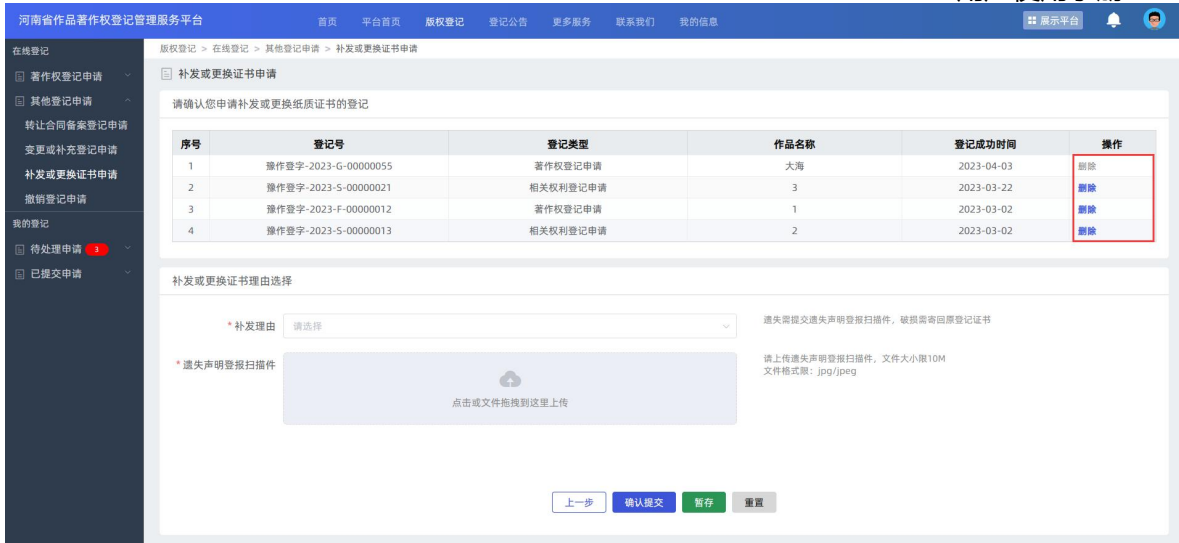 河南省作品著作权登记管理服务平台
首页 平台首页 版权登记 登记公告 更多服务 联系我们 我的信息
展示平台
在线登记
著作权登记申请
其他登记申请
转让合同备案登记申请
变更或补充登记申请
补发或更换证书申请
撤销登记申请
我的登记
待处理申请 3
已提交申请
版权登记 > 在线登记 > 其他登记申请 > 补发或更换证书申请
补发或更换证书申请
请确认您申请补发或更换纸质证书的登记
序号 登记号 登记类型 作品名称 登记成功时间 操作
1 豫作登字-2023-G-00000055 著作权登记申请 大海 2023-04-03 删除
2 豫作登字-2023-S-00000021 相关权利登记申请 3 2023-03-22 删除
3 豫作登字-2023-F-00000012 著作权登记申请 1 2023-03-02 删除
4 豫作登字-2023-S-00000013 相关权利登记申请 2 2023-03-02 删除
补发或更换证书理由选择
*补发理由 请选择 遗失需提交遗失声明登报扫描件，破损需寄回原登记证书
*遗失声明登报扫描件
点击或文件拖拽到这里上传
请上传遗失声明登报扫描件，文件大小限10M
文件格式限：jpg/jpeg
上一步 确认提交 暂存 重置